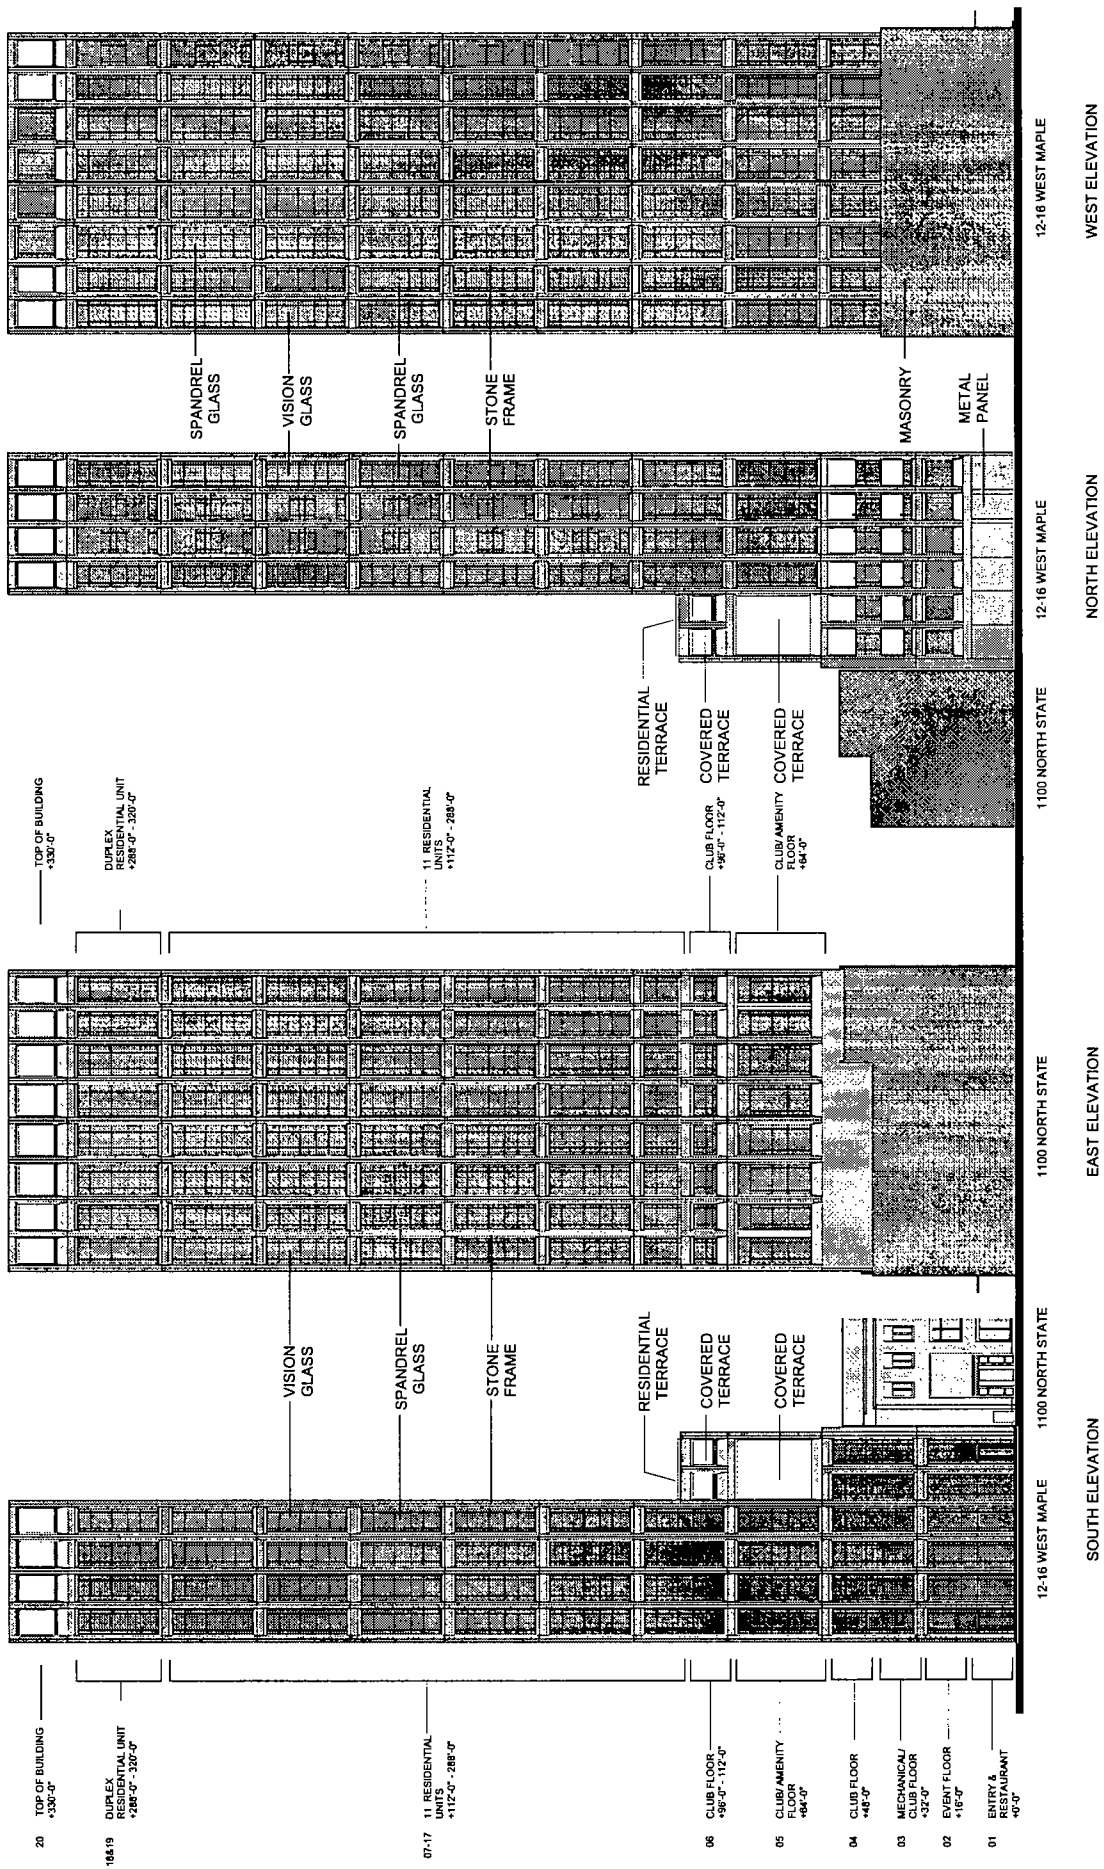 20 TOP OF BUILDING
+330'-0"
18&19 DUPLEX
RESIDENTIAL UNIT
+288'-0" - 320'-0"
07-17 11 RESIDENTIAL
UNITS
+112'-0" - 288'-0"
06 CLUB FLOOR
+96'-0" - 112'-0"
05 CLUB/ AMENITY
FLOOR
+64'-0"
04 CLUB FLOOR
+48'-0"
03 MECHANICAL/
CLUB FLOOR
+32'-0"
02 EVENT FLOOR
+16'-0"
01 ENTRY &
RESTAURANT
+0'-0"
VISION
GLASS
SPANDREL
GLASS
STONE
FRAME
RESIDENTIAL
TERRACE
COVERED
TERRACE
COVERED
TERRACE
12-16 WEST MAPLE
1100 NORTH STATE
SOUTH ELEVATION
1100 NORTH STATE
EAST ELEVATION
TOP OF BUILDING
+330'-0"
DUPLEX
RESIDENTIAL UNIT
+288'-0" - 320'-0"
11 RESIDENTIAL
UNITS
+112'-0" - 288'-0"
CLUB FLOOR
+96'-0" - 112'-0"
CLUB/ AMENITY
FLOOR
+64'-0"
RESIDENTIAL
TERRACE
COVERED
TERRACE
COVERED
TERRACE
1100 NORTH STATE
12-16 WEST MAPLE
NORTH ELEVATION
SPANDREL
GLASS
VISION
GLASS
SPANDREL
GLASS
STONE
FRAME
MASONRY
METAL
PANEL
12-16 WEST MAPLE
WEST ELEVATION